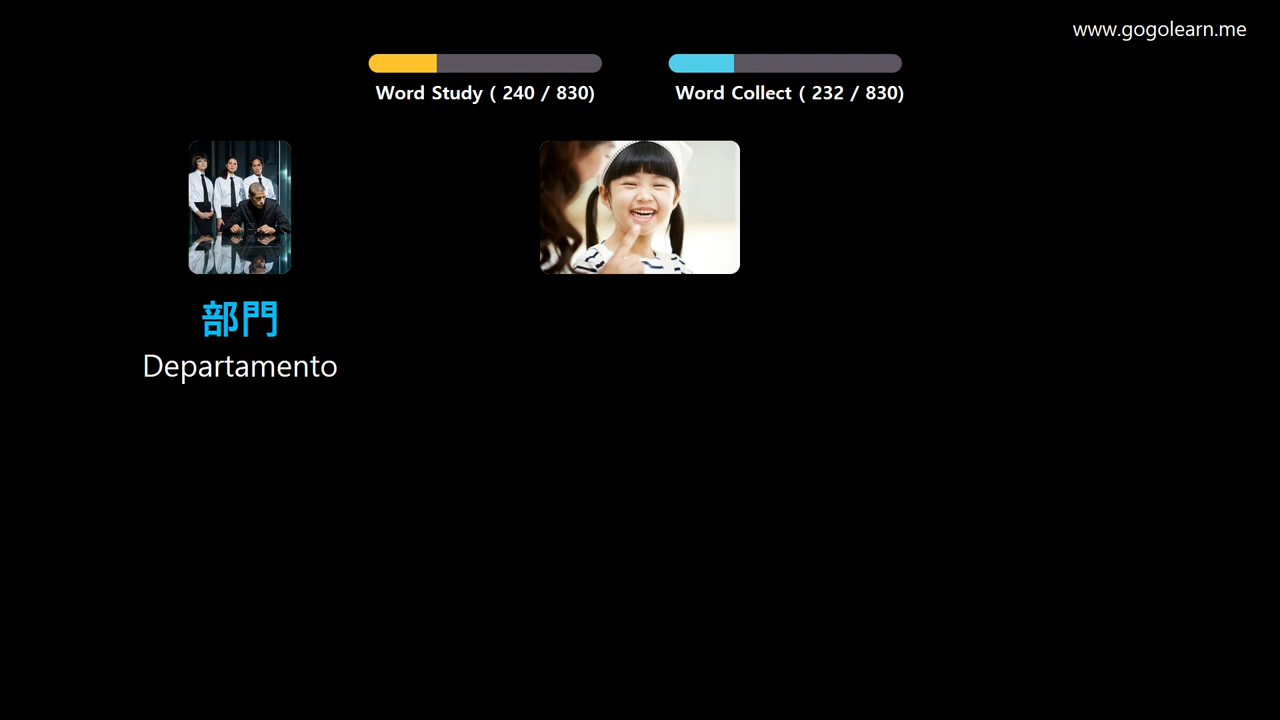 www.gogolearn.me
Word Study ( 240 / 830)
Word Collect ( 232 / 830)
部門
Departamento